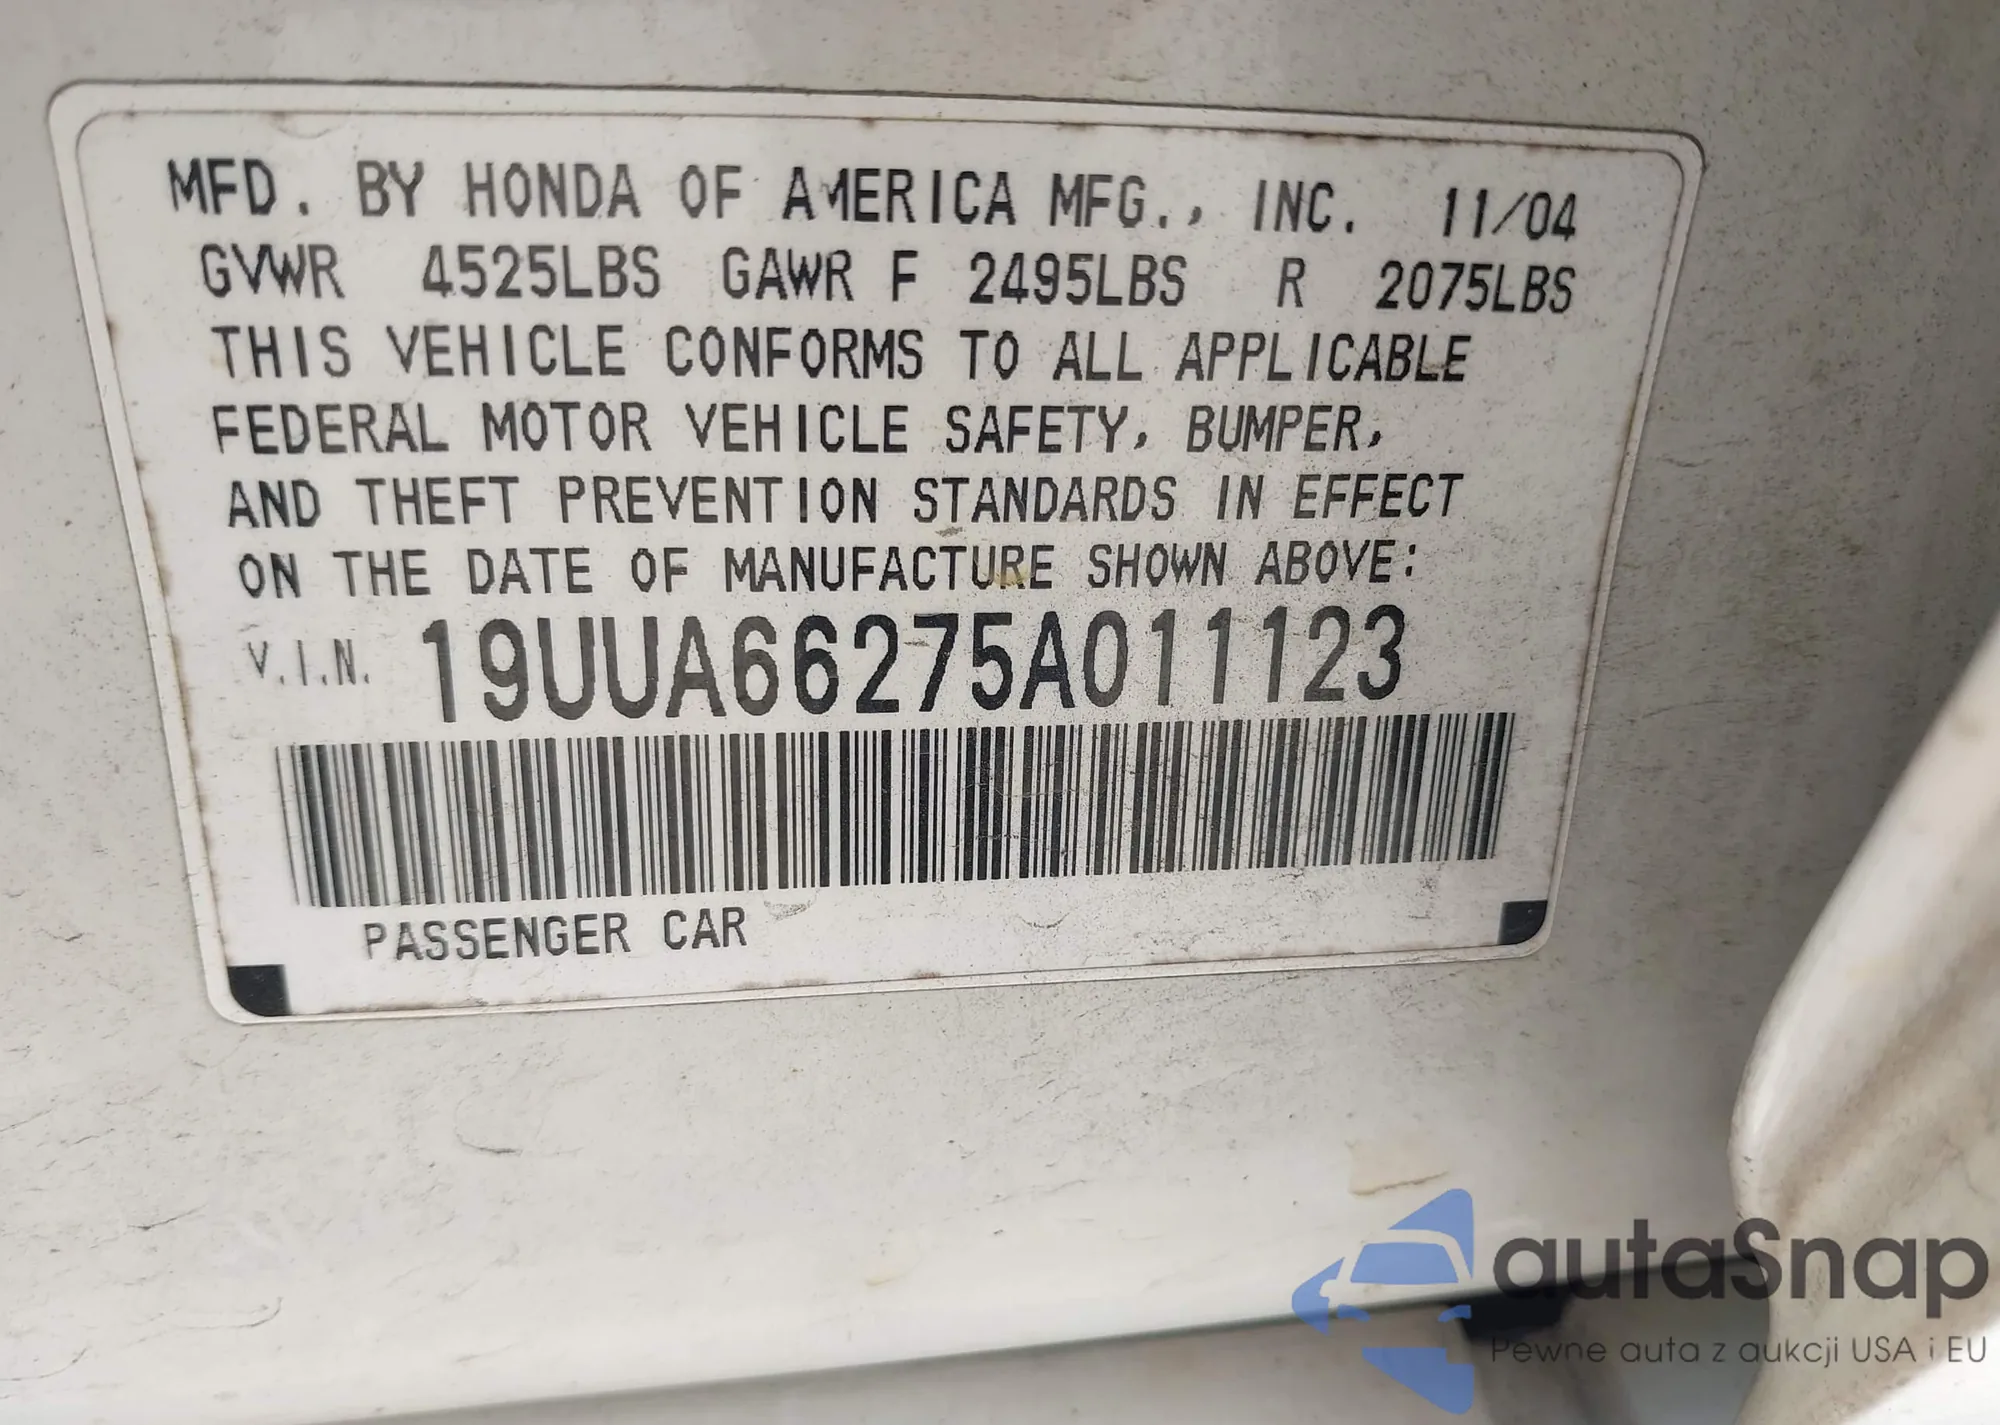 MFD. BY HONDA OF AMERICA MFG., INC. 11/04
GVWR 4525LBS GAWR F 2495LBS R 2075LBS
THIS VEHICLE CONFORMS TO ALL APPLICABLE
FEDERAL MOTOR VEHICLE SAFETY, BUMPER,
AND THEFT PREVENTION STANDARDS IN EFFECT
ON THE DATE OF MANUFACTURE SHOWN ABOVE:
V.I.N. 19UUA66275A011123
PASSENGER CAR
autaSnap
Pewne auta z aukcji USA i EU